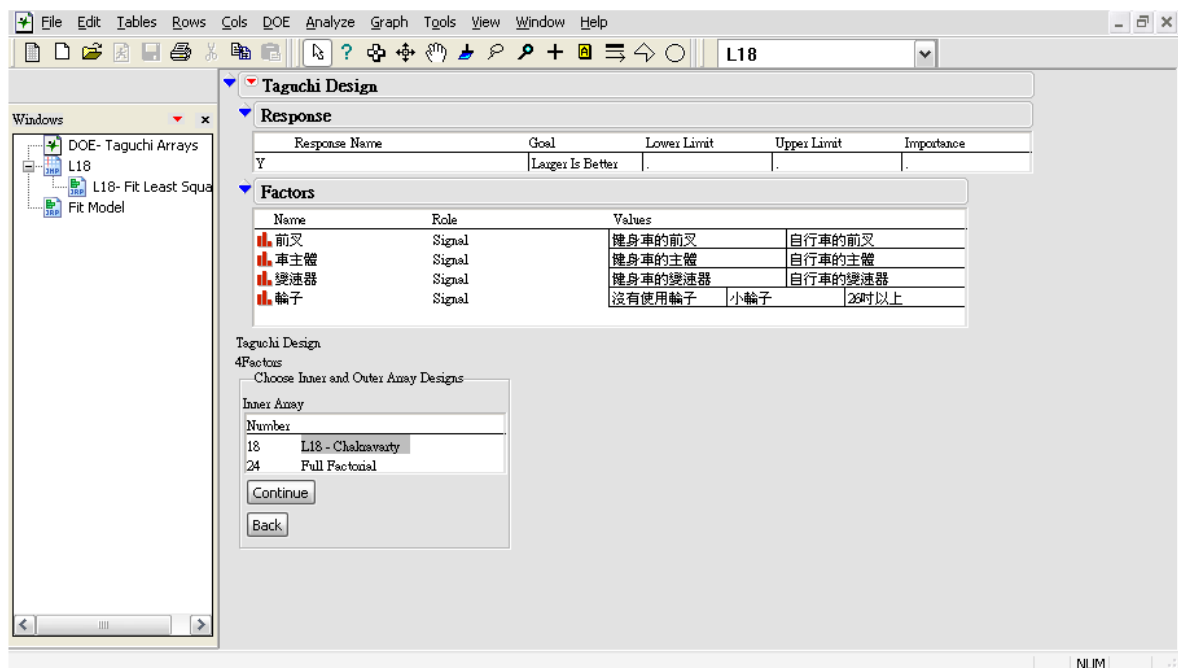 File Edit Tables Rows Cols DOE Analyze Graph Tools View Window Help
L18
Taguchi Design
Windows
DOE- Taguchi Arrays
L18
L18- Fit Least Squa
Fit Model
Response
Response Name Goal Lower Limit Upper Limit Importance
Y Larger Is Better . . .
Factors
Name Role Values
前叉 Signal 健身車的前叉 自行車的前叉
車主體 Signal 健身車的主體 自行車的主體
變速器 Signal 健身車的變速器 自行車的變速器
輪子 Signal 沒有使用輪子 小輪子 26吋以上
Taguchi Design
4Factors
Choose Inner and Outer Array Designs
Inner Array
Number
18 L18 - Chakravarty
24 Full Factorial
Continue
Back
NUM